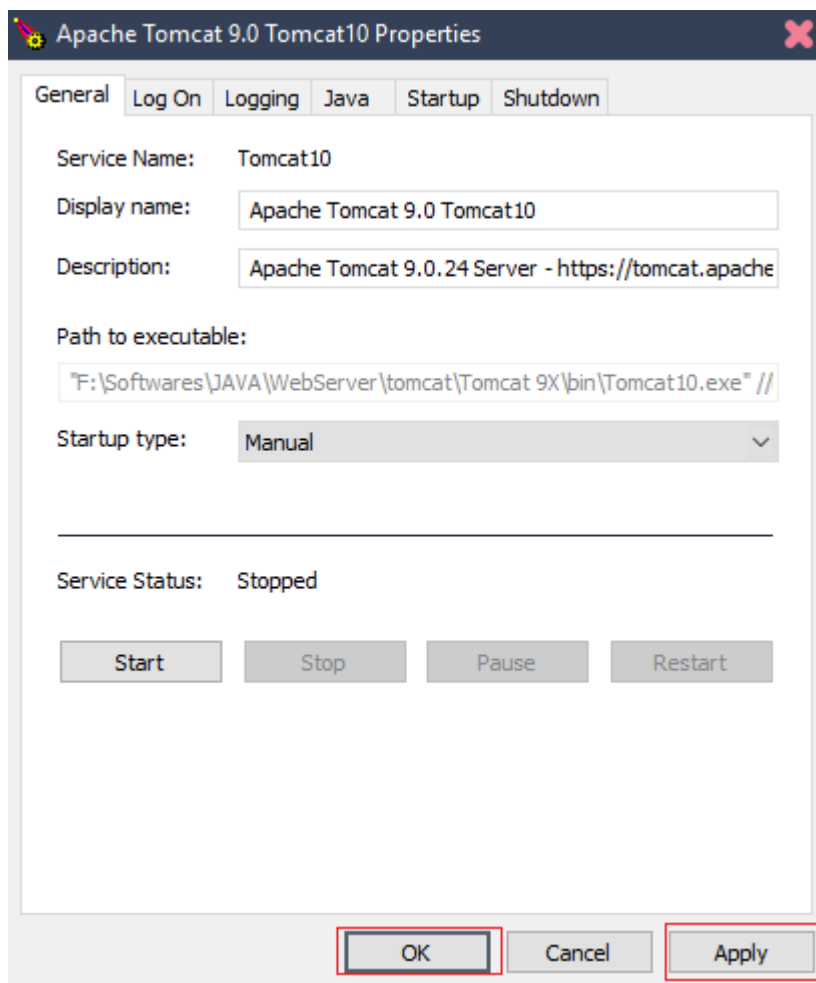 Apache Tomcat 9.0 Tomcat10 Properties
General Log On Logging Java Startup Shutdown
Service Name: Tomcat10
Display name: Apache Tomcat 9.0 Tomcat10
Description: Apache Tomcat 9.0.24 Server - https://tomcat.apache
Path to executable:
"F:\Softwares\JAVA\WebServer\tomcat\Tomcat 9X\bin\Tomcat10.exe" //
Startup type: Manual
Service Status: Stopped
Start Stop Pause Restart
OK Cancel Apply